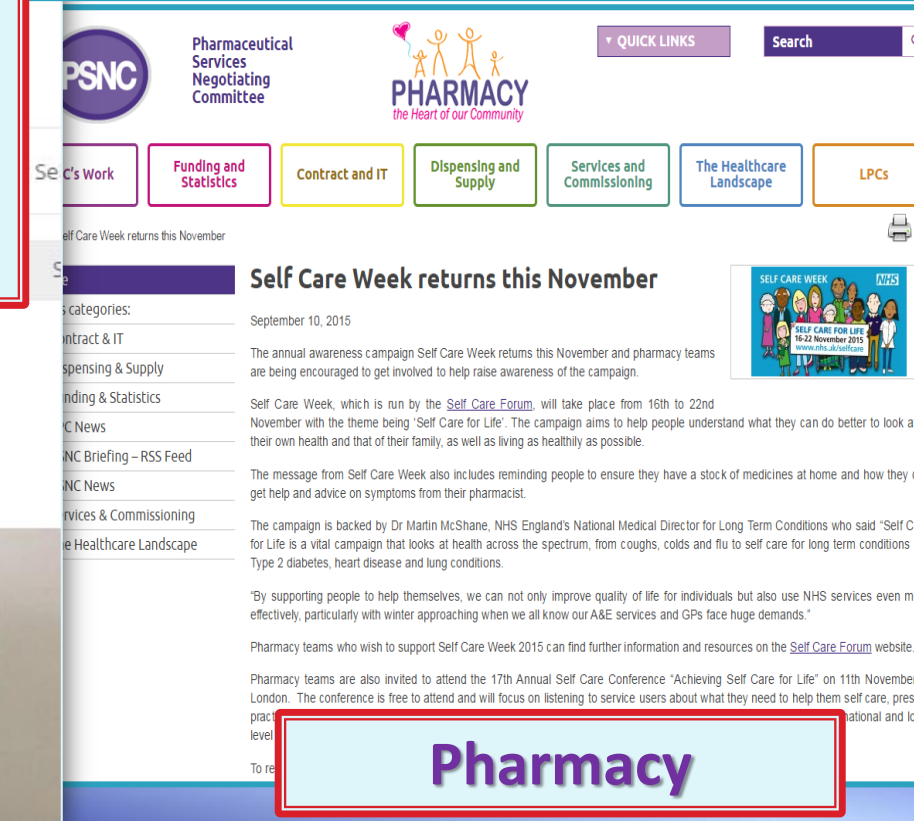 PSNC
Pharmaceutical
Services
Negotiating
Committee
PHARMACY
the Heart of our Community
▼ QUICK LINKS
Search
Se
C's Work
Funding and
Statistics
Contract and IT
Dispensing and
Supply
Services and
Commissioning
The Healthcare
Landscape
LPCs
elf Care Week returns this November
S
e
s categories:
ontract & IT
spensing & Supply
nding & Statistics
PC News
SNC Briefing – RSS Feed
SNC News
rvices & Commissioning
e Healthcare Landscape
Self Care Week returns this November
September 10, 2015
SELF CARE WEEK
NHS
SELF CARE FOR LIFE
16-22 November 2015
www.nhs.uk/selfcare
The annual awareness campaign Self Care Week returns this November and pharmacy teams
are being encouraged to get involved to help raise awareness of the campaign.
Self Care Week, which is run by the Self Care Forum, will take place from 16th to 22nd
November with the theme being ‘Self Care for Life’. The campaign aims to help people understand what they can do better to look a
their own health and that of their family, as well as living as healthily as possible.
The message from Self Care Week also includes reminding people to ensure they have a stock of medicines at home and how they
get help and advice on symptoms from their pharmacist.
The campaign is backed by Dr Martin McShane, NHS England’s National Medical Director for Long Term Conditions who said “Self C
for Life is a vital campaign that looks at health across the spectrum, from coughs, colds and flu to self care for long term conditions
Type 2 diabetes, heart disease and lung conditions.
“By supporting people to help themselves, we can not only improve quality of life for individuals but also use NHS services even m
effectively, particularly with winter approaching when we all know our A&E services and GPs face huge demands.”
Pharmacy teams who wish to support Self Care Week 2015 can find further information and resources on the Self Care Forum website.
Pharmacy teams are also invited to attend the 17th Annual Self Care Conference “Achieving Self Care for Life” on 11th November
London. The conference is free to attend and will focus on listening to service users about what they need to help them self care, pres
pract
national and lo
level
To re
Pharmacy